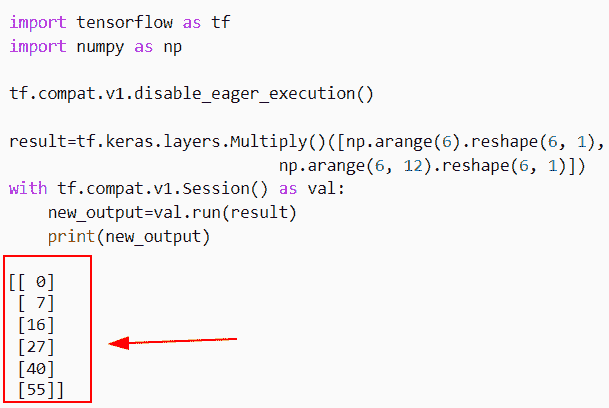 import tensorflow as tf
import numpy as np
tf.compat.v1.disable_eager_execution()
result=tf.keras.layers.Multiply()([np.arange(6).reshape(6, 1),
                           np.arange(6, 12).reshape(6, 1)])
with tf.compat.v1.Session() as val:
    new_output=val.run(result)
    print(new_output)
[[ 0]
 [ 7]
 [16]
 [27]
 [40]
 [55]]